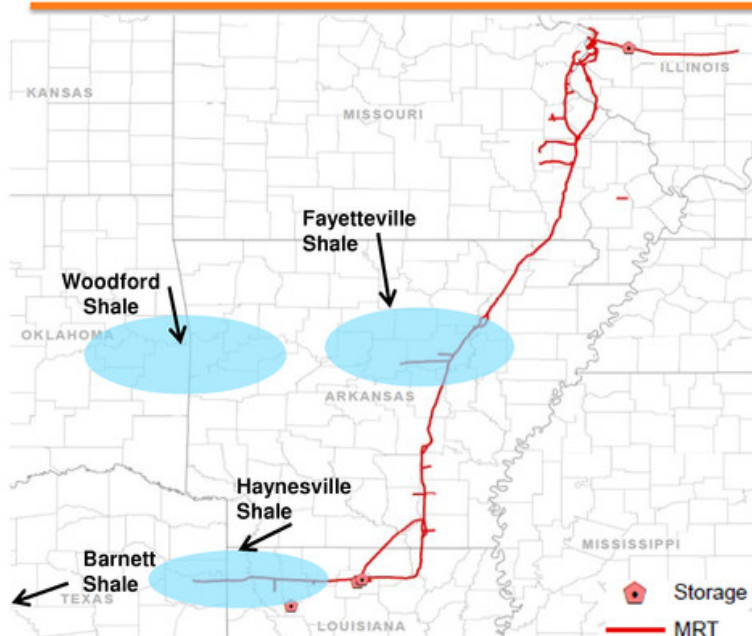 ILLINOIS
KANSAS
MISSOURI
Fayetteville
Shale
Woodford
Shale
OKLAHOMA
ARKANSAS
Haynesville
Shale
MISSISSIPPI
Barnett
Shale
TEXAS
Storage
LOUISIANA
MRT